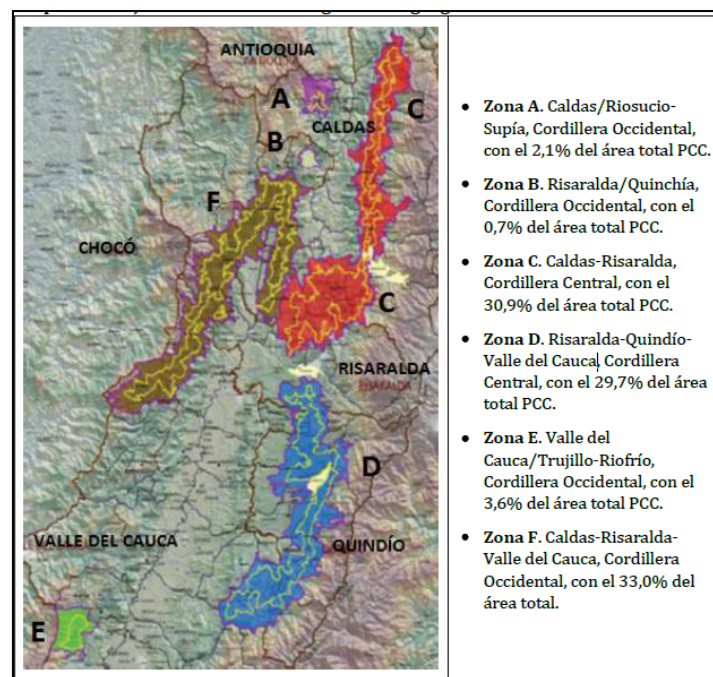 ANTIOQUIA
A
C
CALDAS
B
F
CHOCÓ
C
RISARALDA
RISARALDA
D
VALLE DEL CAUCA
QUINDÍO
E
• Zona A. Caldas/Riosucio-
Supía, Cordillera Occidental,
con el 2,1% del área total PCC.
• Zona B. Risaralda/Quinchía,
Cordillera Occidental, con el
0,7% del área total PCC.
• Zona C. Caldas-Risaralda,
Cordillera Central, con el
30,9% del área total PCC.
• Zona D. Risaralda-Quindío-
Valle del Cauca, Cordillera
Central, con el 29,7% del área
total PCC.
• Zona E. Valle del
Cauca/Trujillo-Riofrío,
Cordillera Occidental, con el
3,6% del área total PCC.
• Zona F. Caldas-Risaralda-
Valle del Cauca, Cordillera
Occidental, con el 33,0% del
área total.